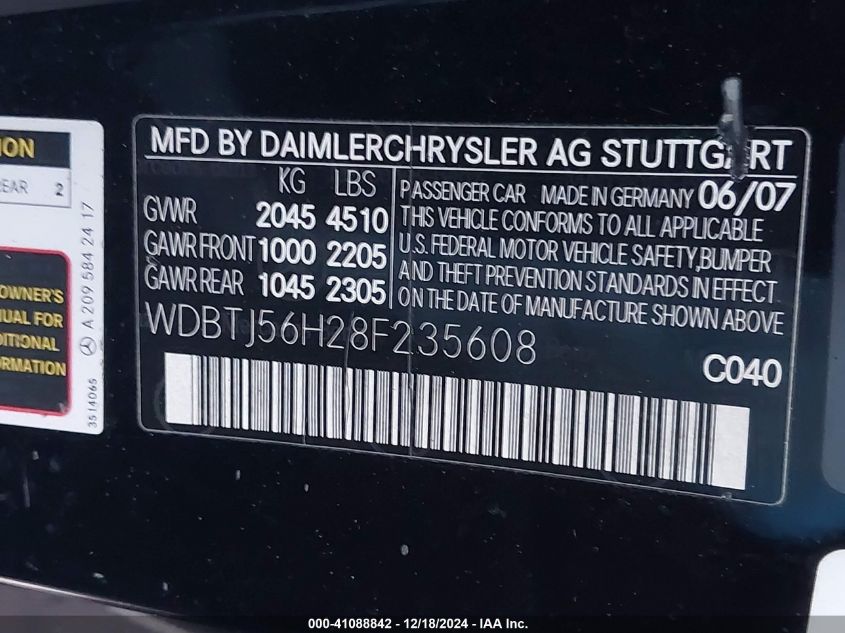 ION
REAR 2
OWNER'S
NUAL FOR
DITIONAL
ORMATION
A 209 584 24 17
3514065
MFD BY DAIMLERCHRYSLER AG STUTTGART
KG LBS
GVWR 2045 4510
GAWR FRONT 1000 2205
GAWR REAR 1045 2305
PASSENGER CAR MADE IN GERMANY 06/07
THIS VEHICLE CONFORMS TO ALL APPLICABLE
U.S. FEDERAL MOTOR VEHICLE SAFETY,BUMPER
AND THEFT PREVENTION STANDARDS IN EFFECT
ON THE DATE OF MANUFACTURE SHOWN ABOVE
WDBTJ56H28F235608
C040
000-41088842 - 12/18/2024 - IAA Inc.